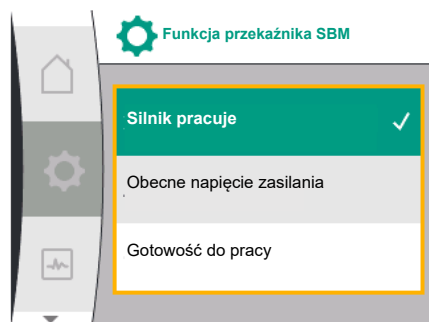 Funkcja przekaźnika SBM
Silnik pracuje
Obecne napięcie zasilania
Gotowość do pracy